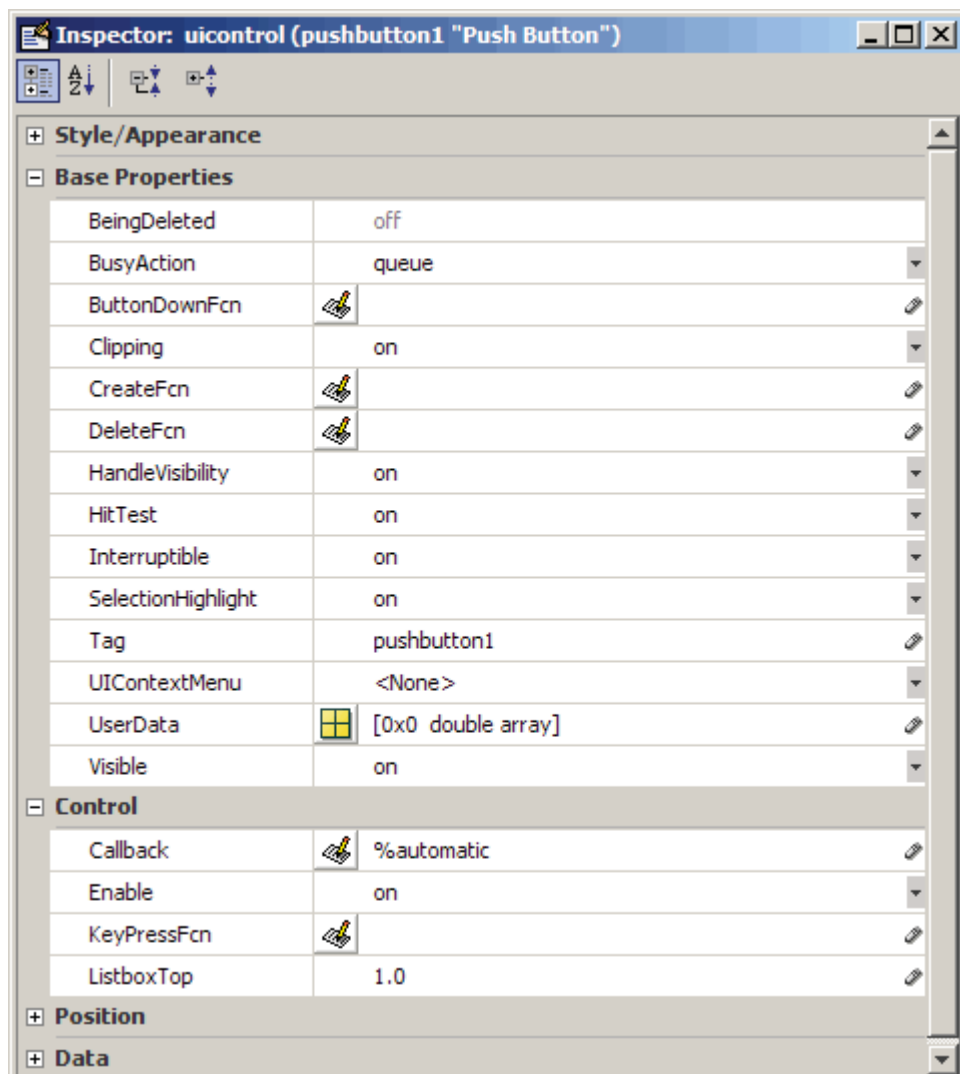 Inspector: uicontrol (pushbutton1 "Push Button")
Style/Appearance
Base Properties
BeingDeleted off
BusyAction queue
ButtonDownFcn
Clipping on
CreateFcn
DeleteFcn
HandleVisibility on
HitTest on
Interruptible on
SelectionHighlight on
Tag pushbutton1
UIContextMenu <None>
UserData [0x0 double array]
Visible on
Control
Callback %automatic
Enable on
KeyPressFcn
ListboxTop 1.0
Position
Data